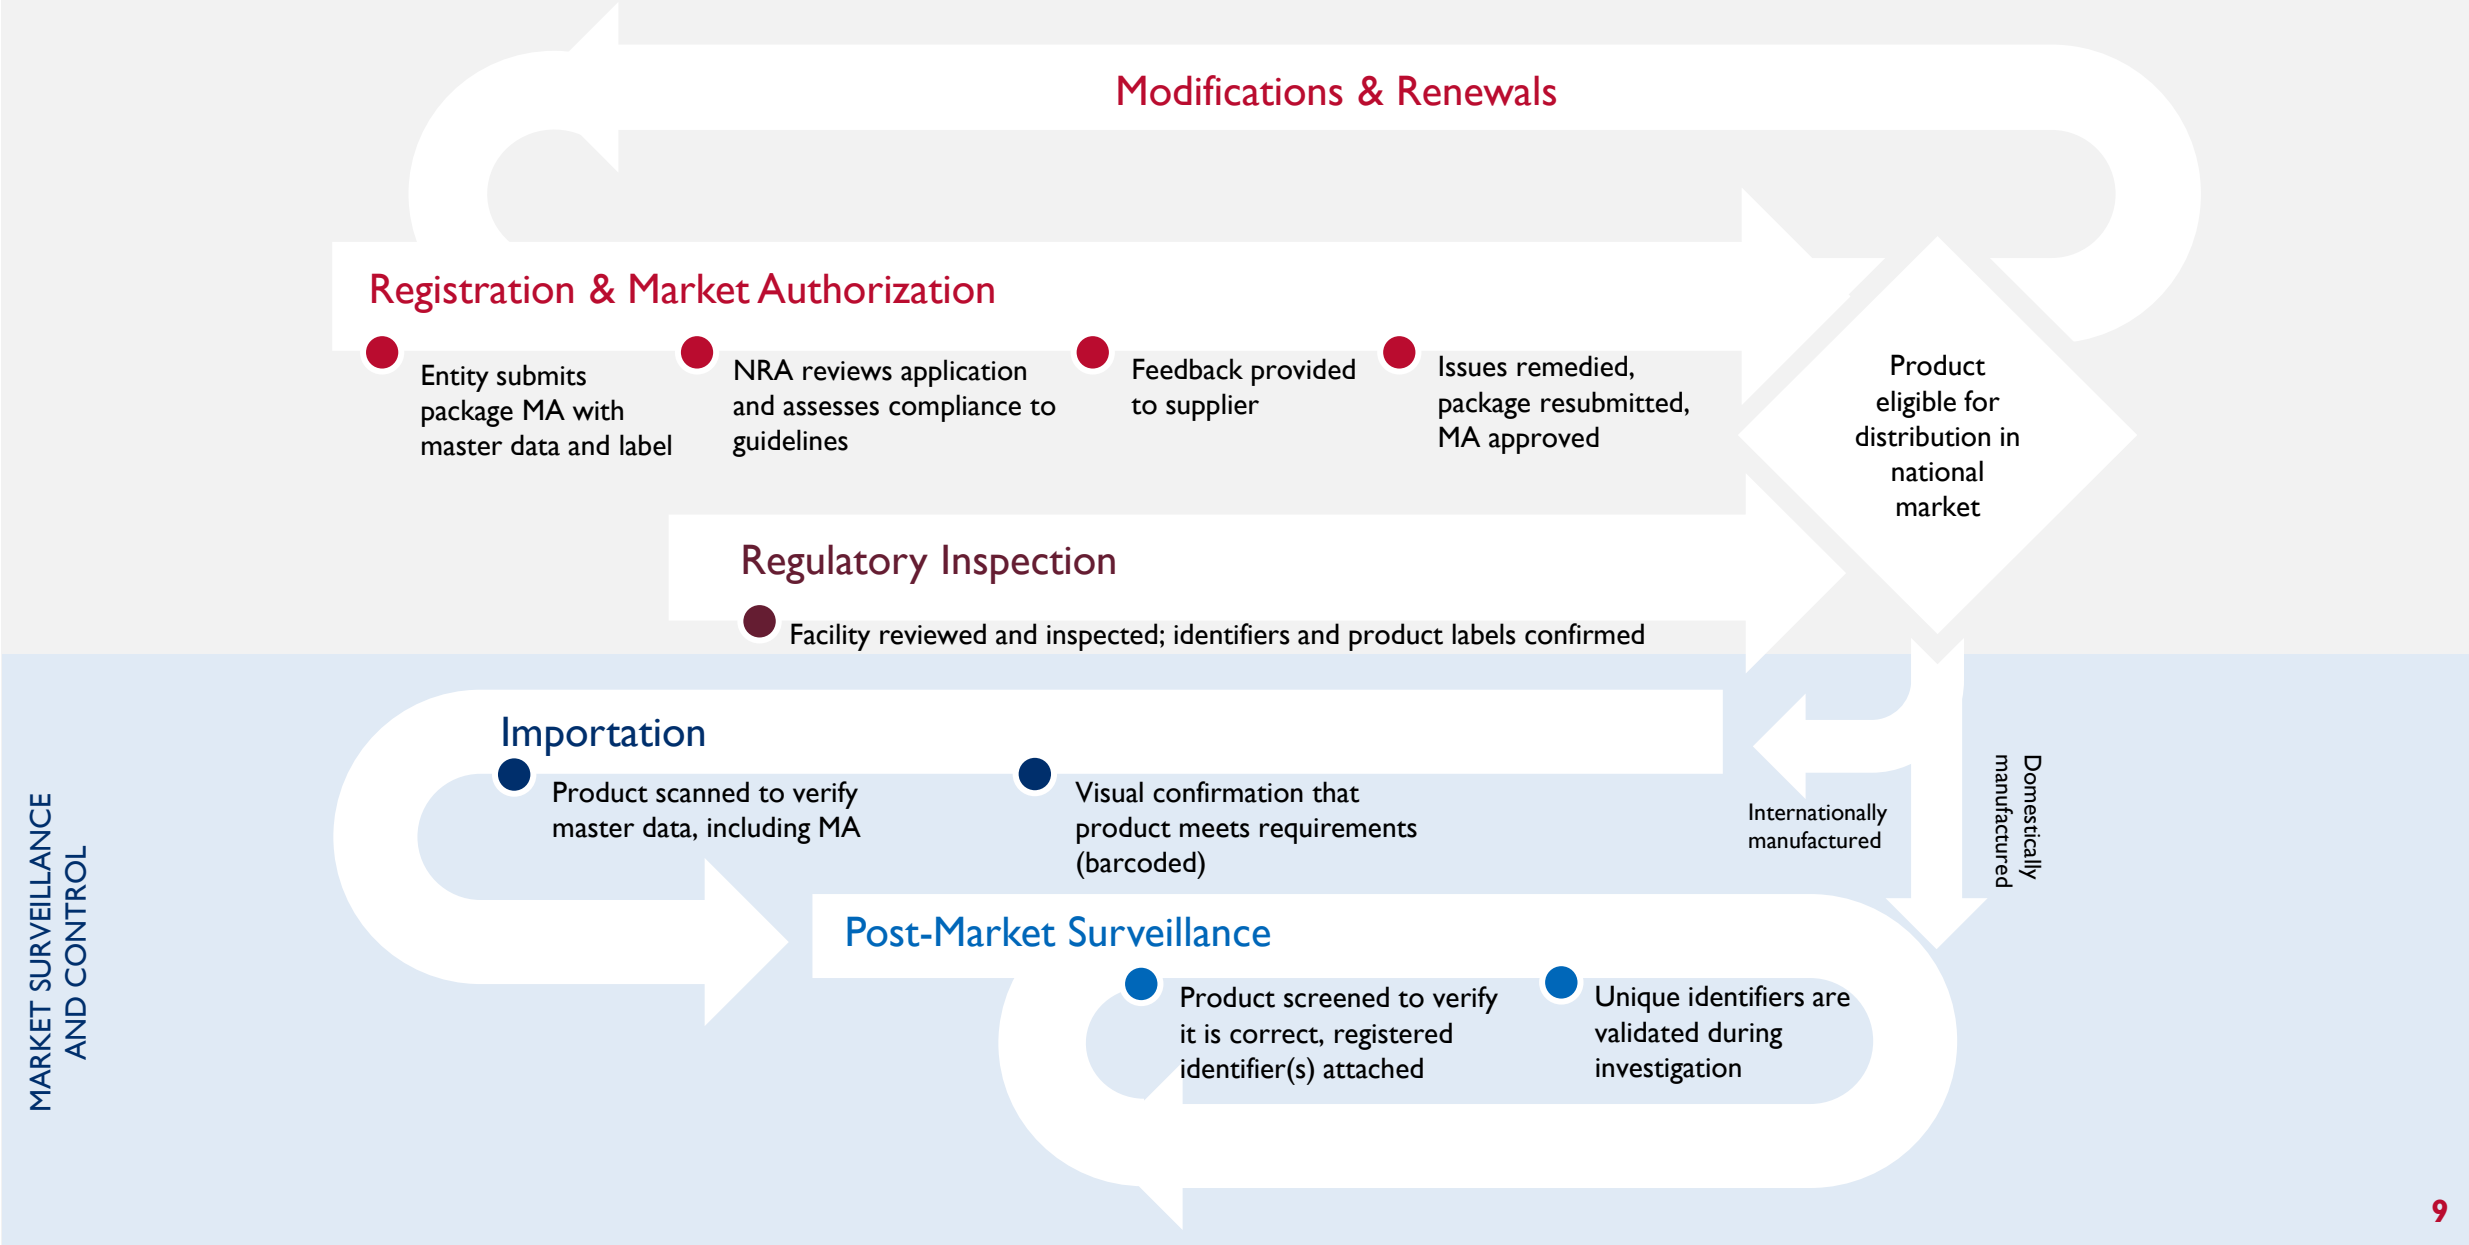 Modifications & Renewals
Registration & Market Authorization
Entity submits
package MA with
master data and label
NRA reviews application
and assesses compliance to
guidelines
Feedback provided
to supplier
Issues remedied,
package resubmitted,
MA approved
Product
eligible for
distribution in
national
market
Regulatory Inspection
Facility reviewed and inspected; identifiers and product labels confirmed
MARKET SURVEILLANCE
AND CONTROL
Importation
Product scanned to verify
master data, including MA
Visual confirmation that
product meets requirements
(barcoded)
Internationally
manufactured
Domestically
manufactured
Post-Market Surveillance
Product screened to verify
it is correct, registered
identifier(s) attached
Unique identifiers are
validated during
investigation
9